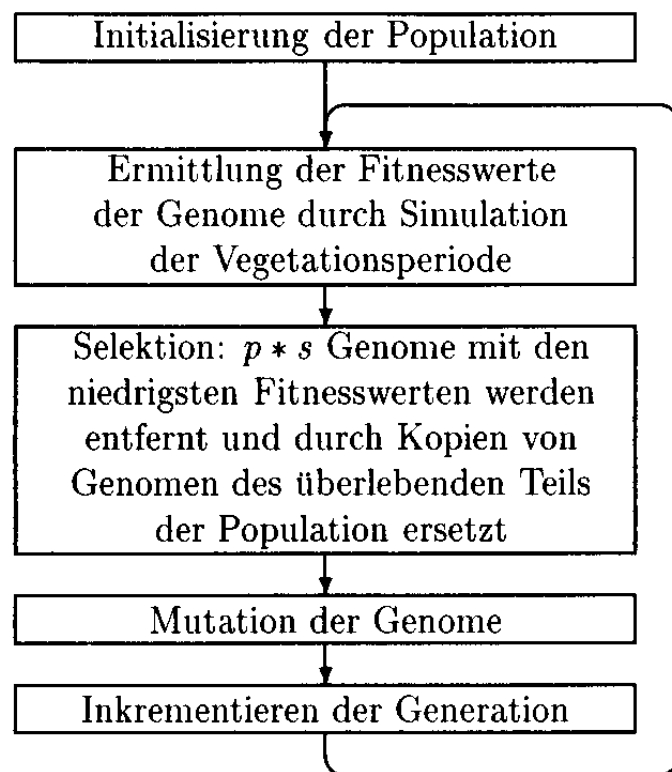 Initialisierung der Population
Ermittlung der Fitnesswerte
der Genome durch Simulation
der Vegetationsperiode
Selektion: p * s Genome mit den
niedrigsten Fitnesswerten werden
entfernt und durch Kopien von
Genomen des überlebenden Teils
der Population ersetzt
Mutation der Genome
Inkrementieren der Generation